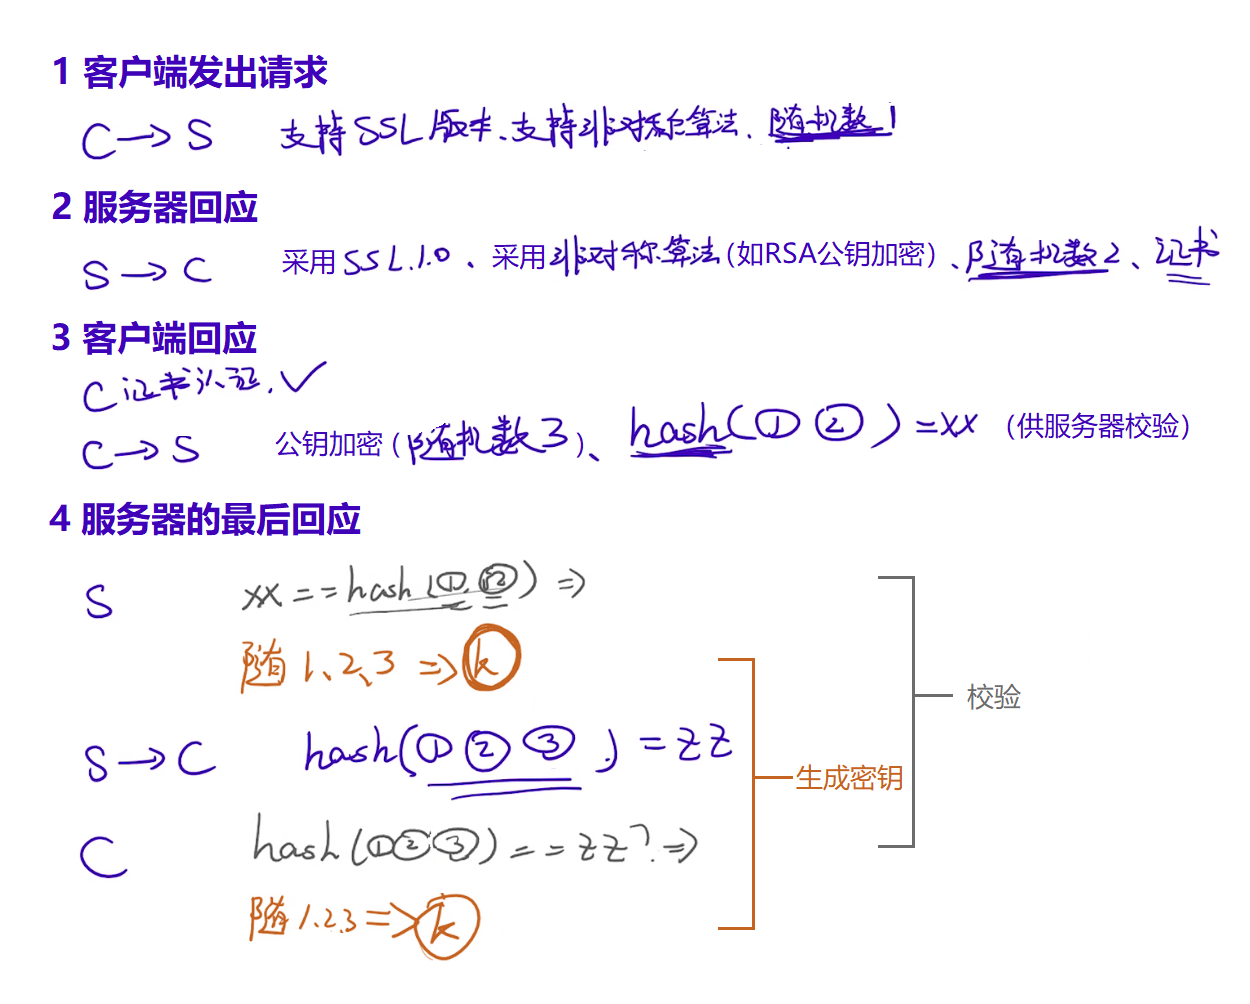 1 客户端发出请求
C→S 支持SSL版本、支持非对称算法、随机数1
2 服务器回应
S→C 采用SSL1.0、采用非对称算法(如RSA公钥加密)、随机数2、证书
3 客户端回应
C证书认证. ✓
C→S 公钥加密(随机数3)、hash(① ②)=xx (供服务器校验)
4 服务器的最后回应
S xx==hash(①.②)⇒
随1、2、3 ⇒ k
校验
S→C hash(①②③)=zz
生成密钥
C hash(①②③)==zz?⇒
随1.2.3⇒k